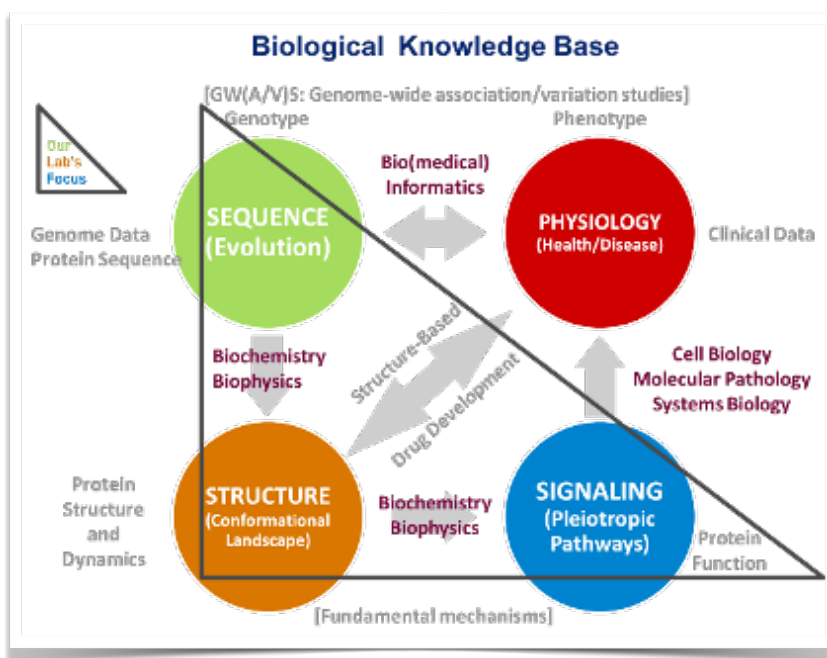 Biological Knowledge Base
[GW(A/V)S: Genome-wide association/variation studies]
Genotype
Phenotype
Our
Lab's
Focus
Bio(medical)
Informatics
SEQUENCE
(Evolution)
PHYSIOLOGY
(Health/Disease)
Genome Data
Protein Sequence
Clinical Data
Biochemistry
Biophysics
Structure-Based
Drug Development
Cell Biology
Molecular Pathology
Systems Biology
Protein
Structure
and
Dynamics
STRUCTURE
(Conformational
Landscape)
Biochemistry
Biophysics
SIGNALING
(Pleiotropic
Pathways)
Protein
Function
[Fundamental mechanisms]